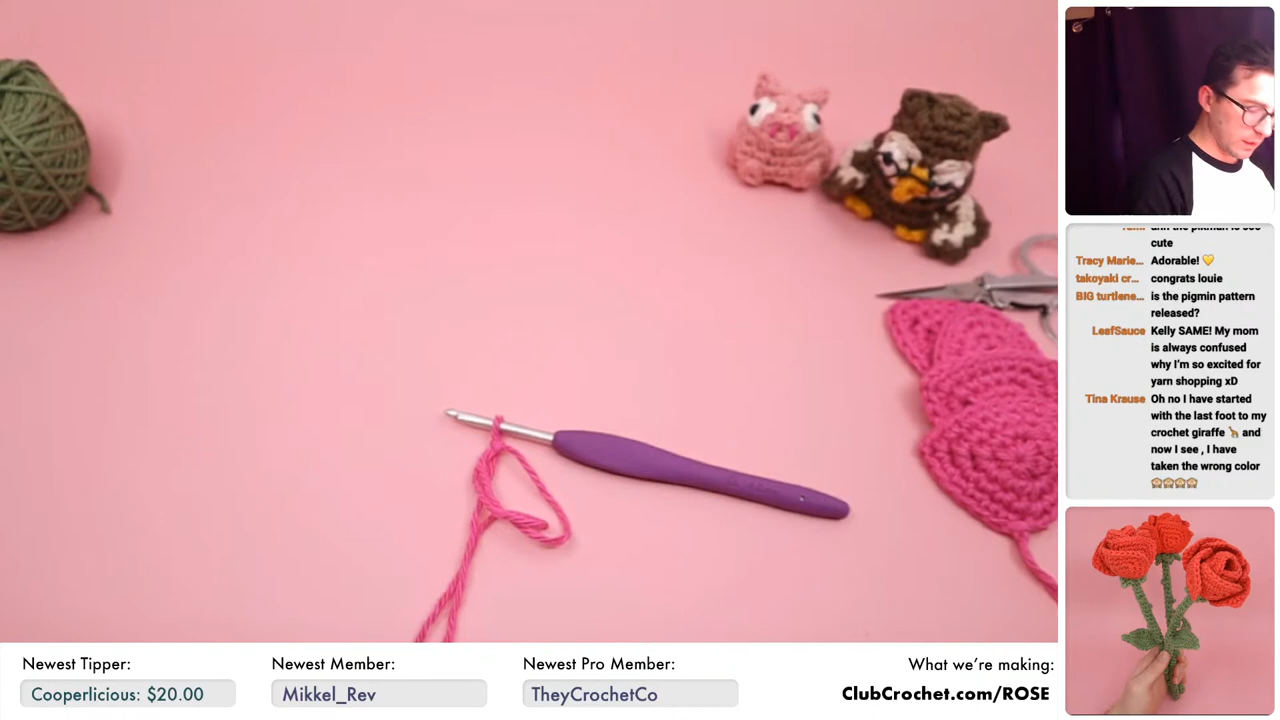 cute
Tracy Marie... Adorable! 💛
takoyaki cr... congrats louie
BIG turtlene... is the pigmin pattern
released?
LeafSauce Kelly SAME! My mom
is always confused
why I'm so excited for
yarn shopping xD
Tina Krause Oh no I have started
with the last foot to my
crochet giraffe 🦒 and
now I see , I have
taken the wrong color
🙈🙈🙈🙈
Newest Tipper:
Cooperlicious: $20.00
Newest Member:
Mikkel_Rev
Newest Pro Member:
TheyCrochetCo
What we're making:
ClubCrochet.com/ROSE